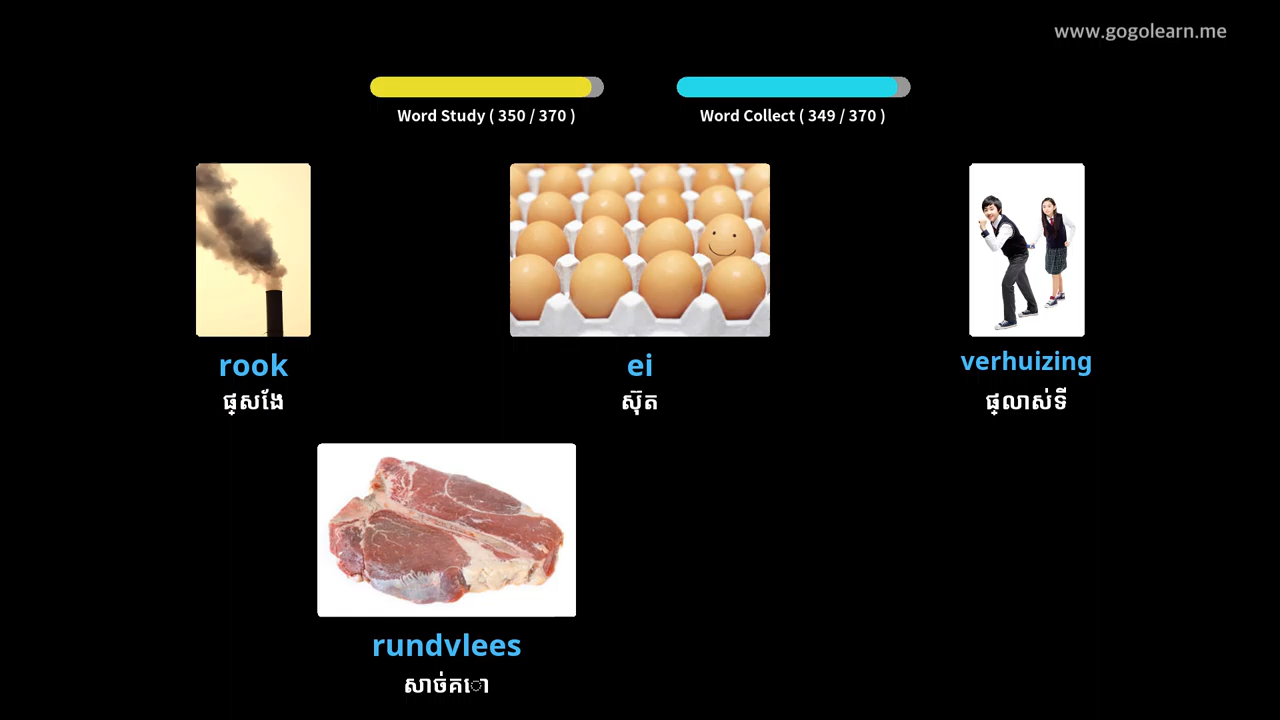 www.gogolearn.me
Word Study ( 350 / 370 )
Word Collect ( 349 / 370 )
rook
ei
verhuizing
ផ្សែង
ស៊ុត
ផ្លាស់ទី
rundvlees
សាច់គោ